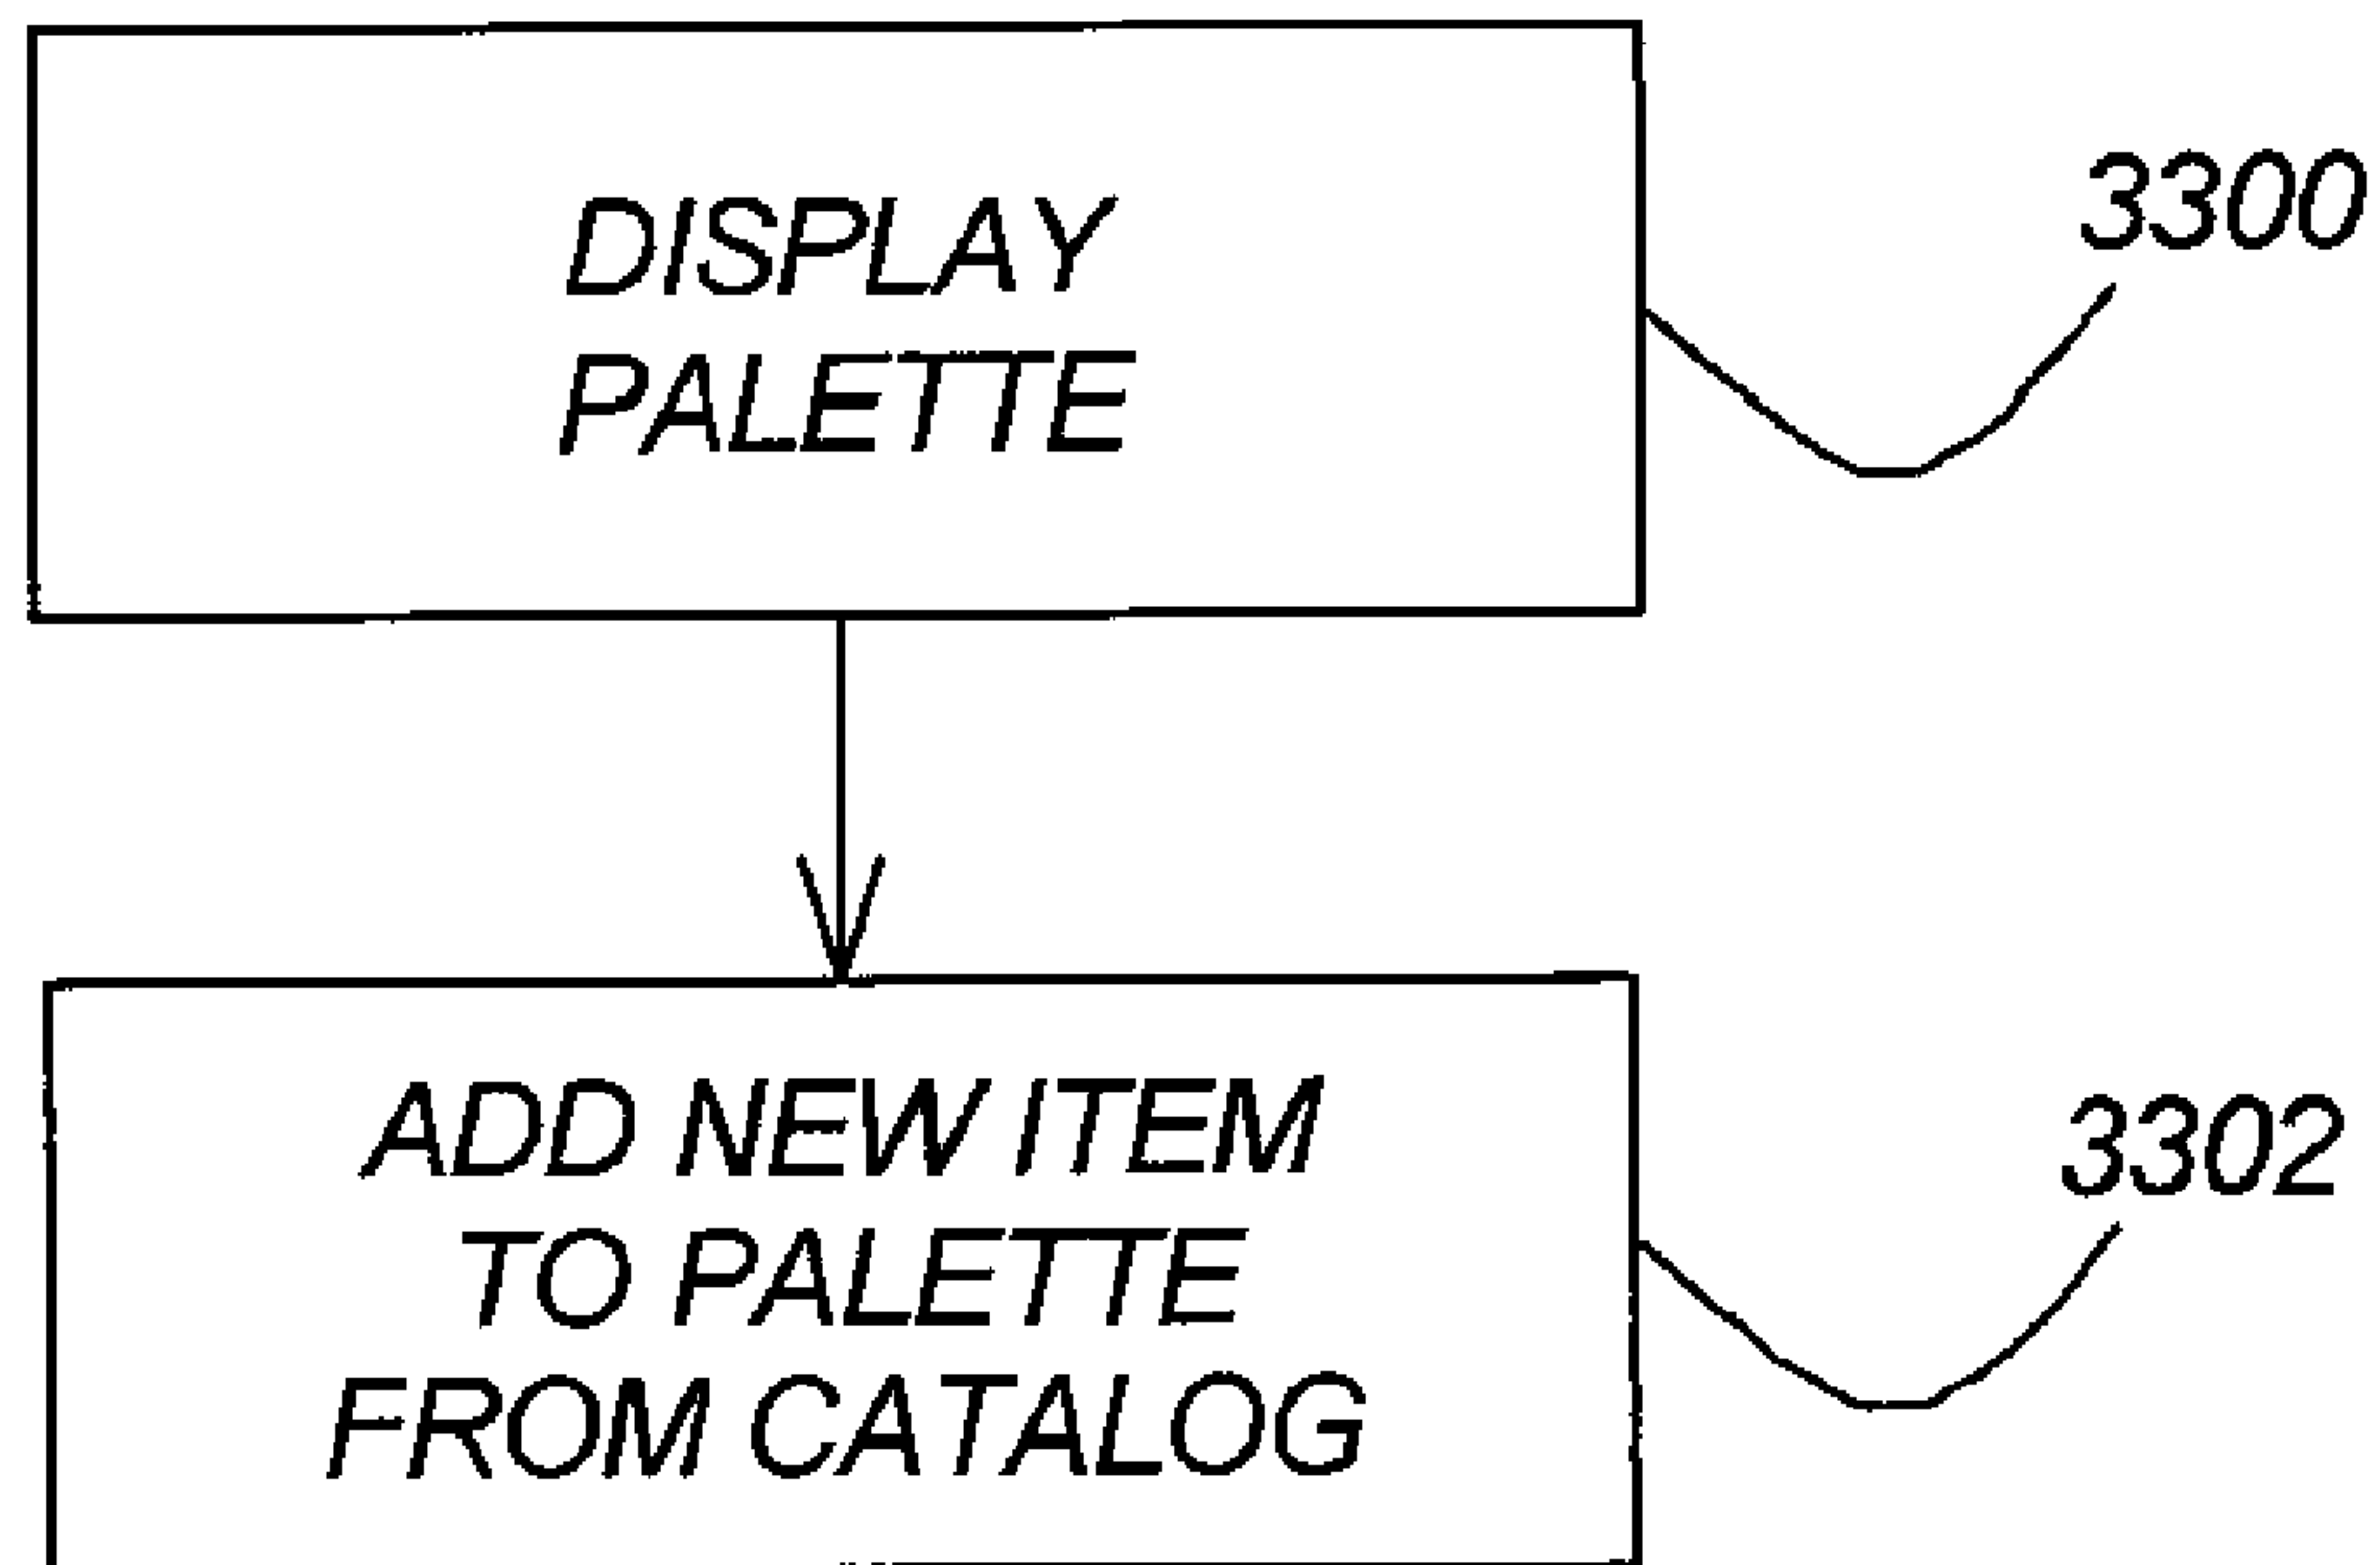 DISPLAY
PALETTE
3300
ADD NEW ITEM
TO PALETTE
FROM CATALOG
3302